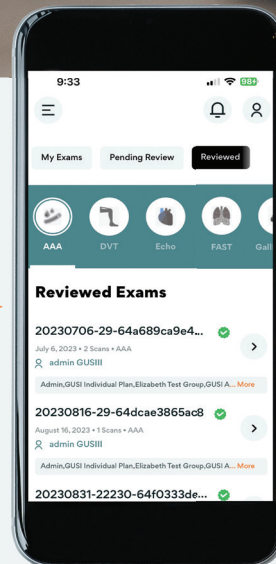 9:33
98
My Exams Pending Review Reviewed
AAA DVT Echo FAST Gall
Reviewed Exams
20230706-29-64a689ca9e4...
July 6, 2023 • 2 Scans • AAA
admin GUSIII
Admin,GUSI Individual Plan,Elizabeth Test Group,GUSI A... More
20230816-29-64dcae3865ac8
August 16, 2023 • 1 Scans • AAA
admin GUSIII
Admin,GUSI Individual Plan,Elizabeth Test Group,GUSI A... More
20230831-22230-64f0333de...